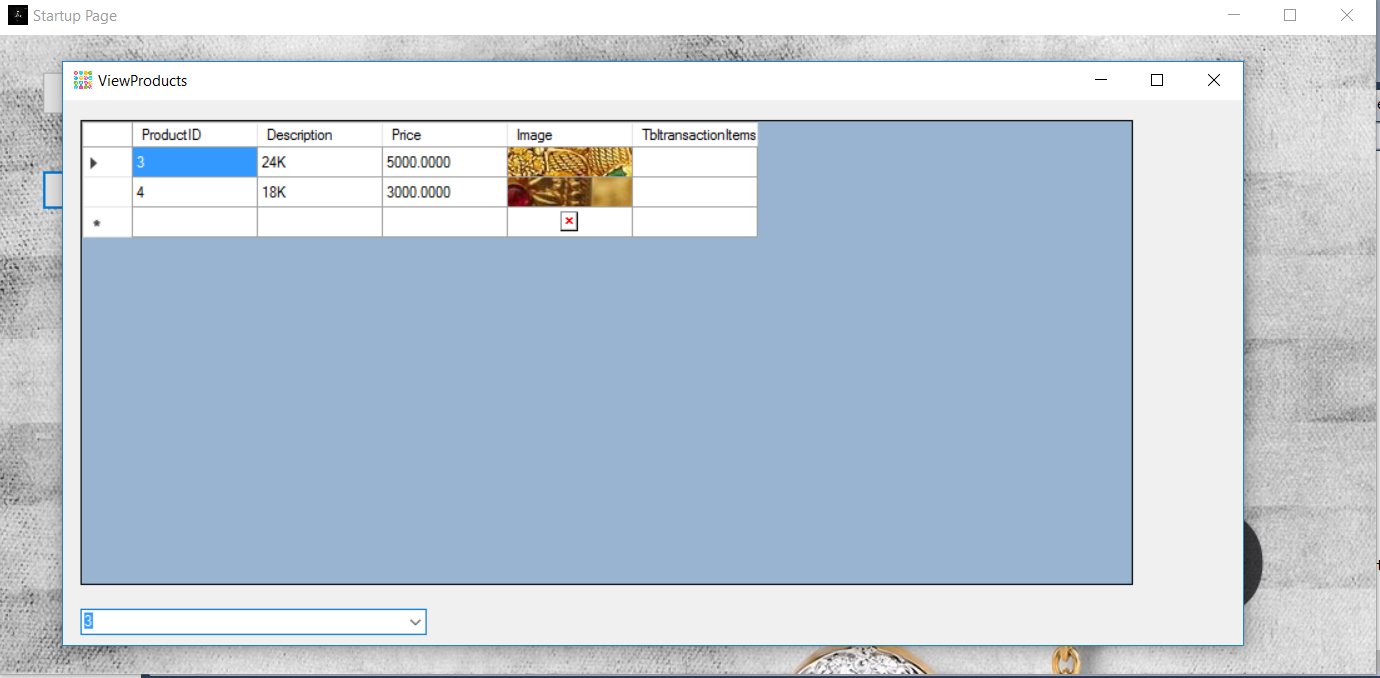 Startup Page
ViewProducts
ProductID Description Price Image TbltransactionItems
3 24K 5000.0000
4 18K 3000.0000
3